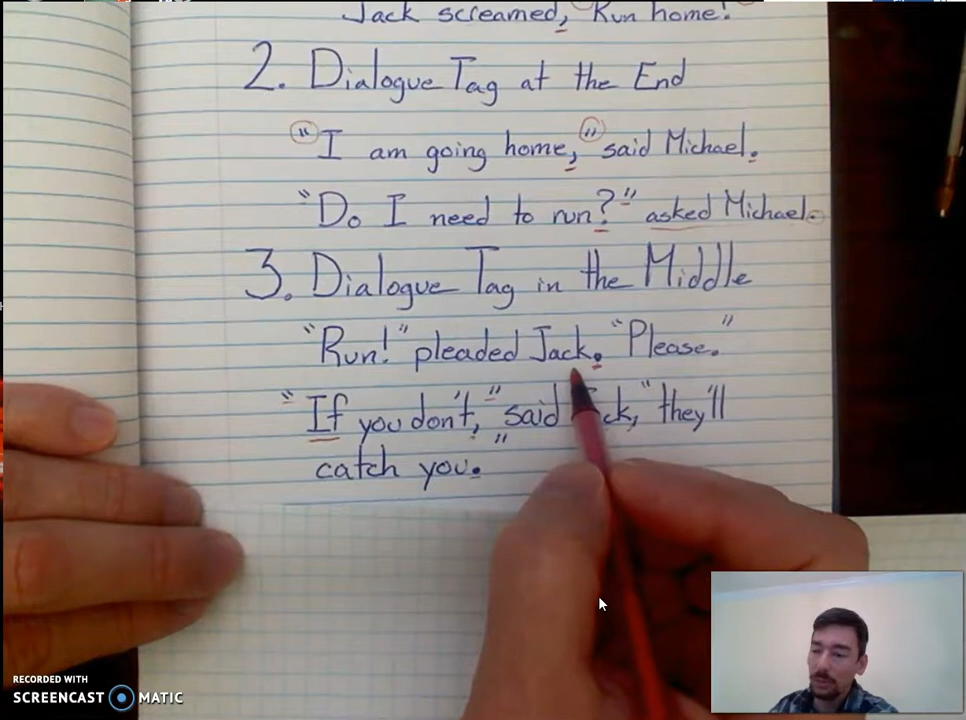 Jack screamed, "Run home!"
2. Dialogue Tag at the End
"I am going home," said Michael.
"Do I need to run?" asked Michael.
3. Dialogue Tag in the Middle
"Run!" pleaded Jack. "Please."
"If you don't," said ck, "they'll
catch you."
RECORDED WITH
SCREENCAST MATIC